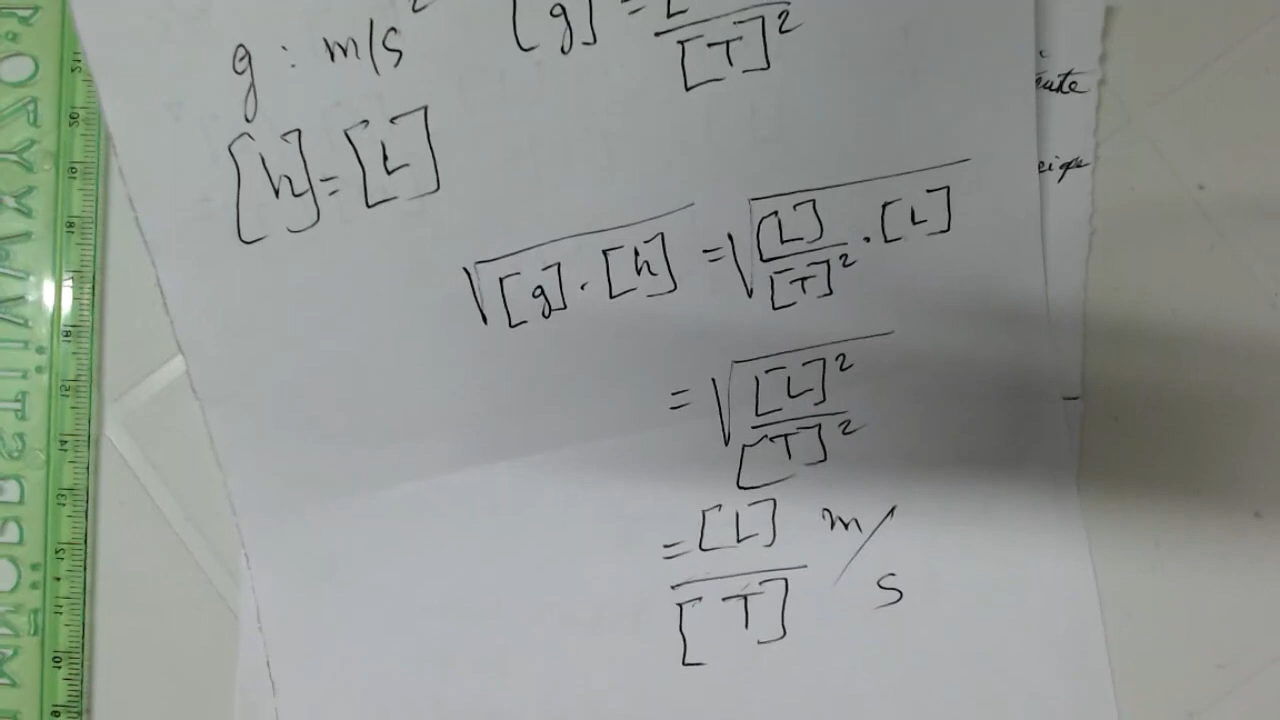 g : m/s² [g] = [L]/[T]²
[h] = [L]
√([g] · [h]) = √([L]/[T]² · [L])
= √([L]²/[T]²)
= [L]/[T] m/s